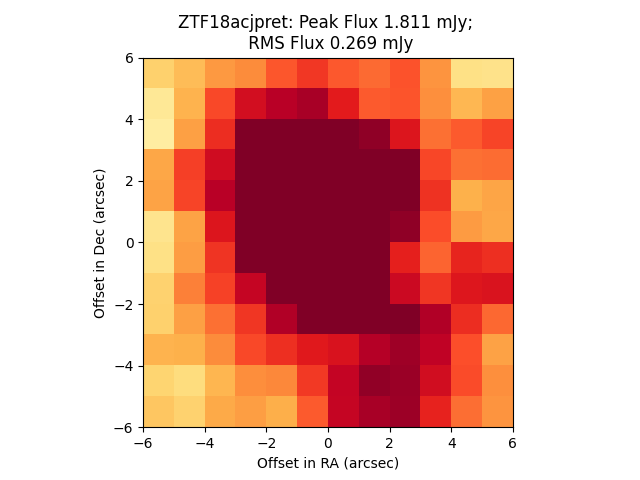 ZTF18acjpret: Peak Flux 1.811 mJy;
RMS Flux 0.269 mJy
6
4
2
0
−2
−4
−6
Offset in Dec (arcsec)
−6 −4 −2 0 2 4 6
Offset in RA (arcsec)